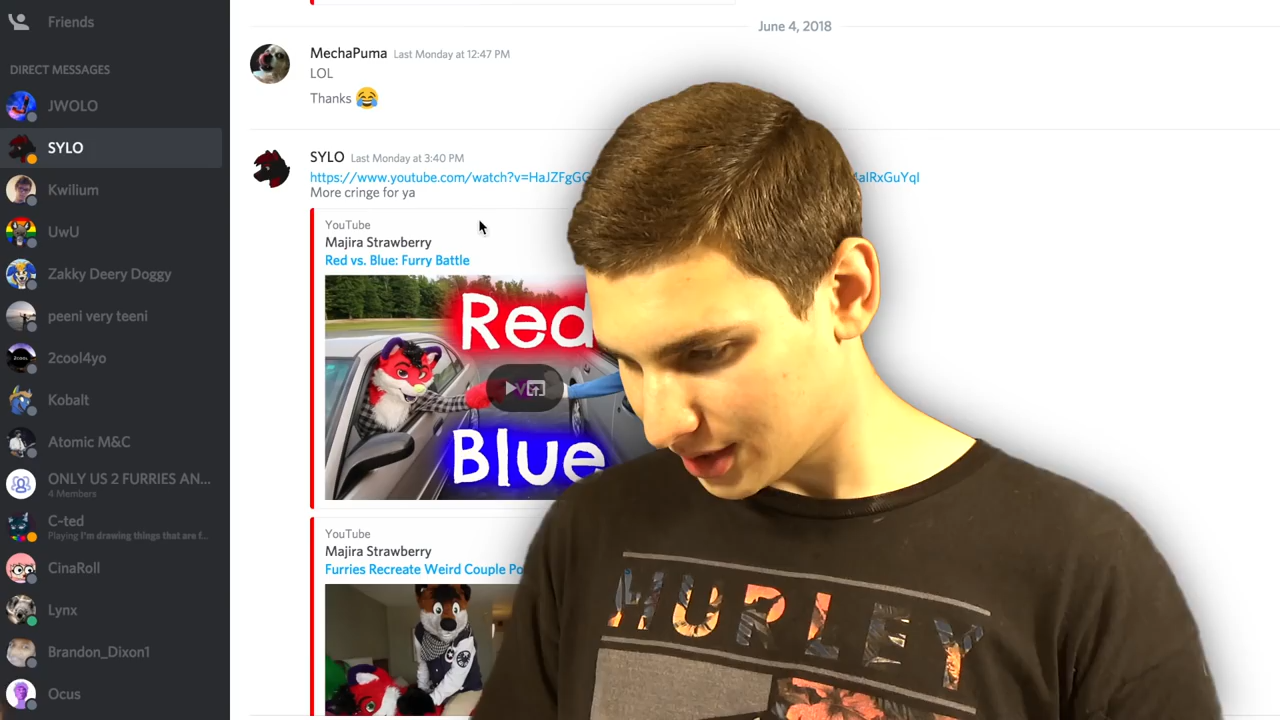 Friends
DIRECT MESSAGES
JWOLO
SYLO
Kwilium
UwU
Zakky Deery Doggy
peeni very teeni
2cool4yo
Kobalt
Atomic M&C
ONLY US 2 FURRIES AN...
4 Members
C-ted
Playing I'm drawing things that are f...
CinaRoll
Lynx
Brandon_Dixon1
Ocus
June 4, 2018
MechaPuma Last Monday at 12:47 PM
LOL
Thanks 😂
SYLO Last Monday at 3:40 PM
https://www.youtube.com/watch?v=
More cringe for ya
YouTube
Majira Strawberry
Red vs. Blue: Furry Battle
Red
Blue
YouTube
Majira Strawberry
Furries Recreate Weird Couple
HURLEY